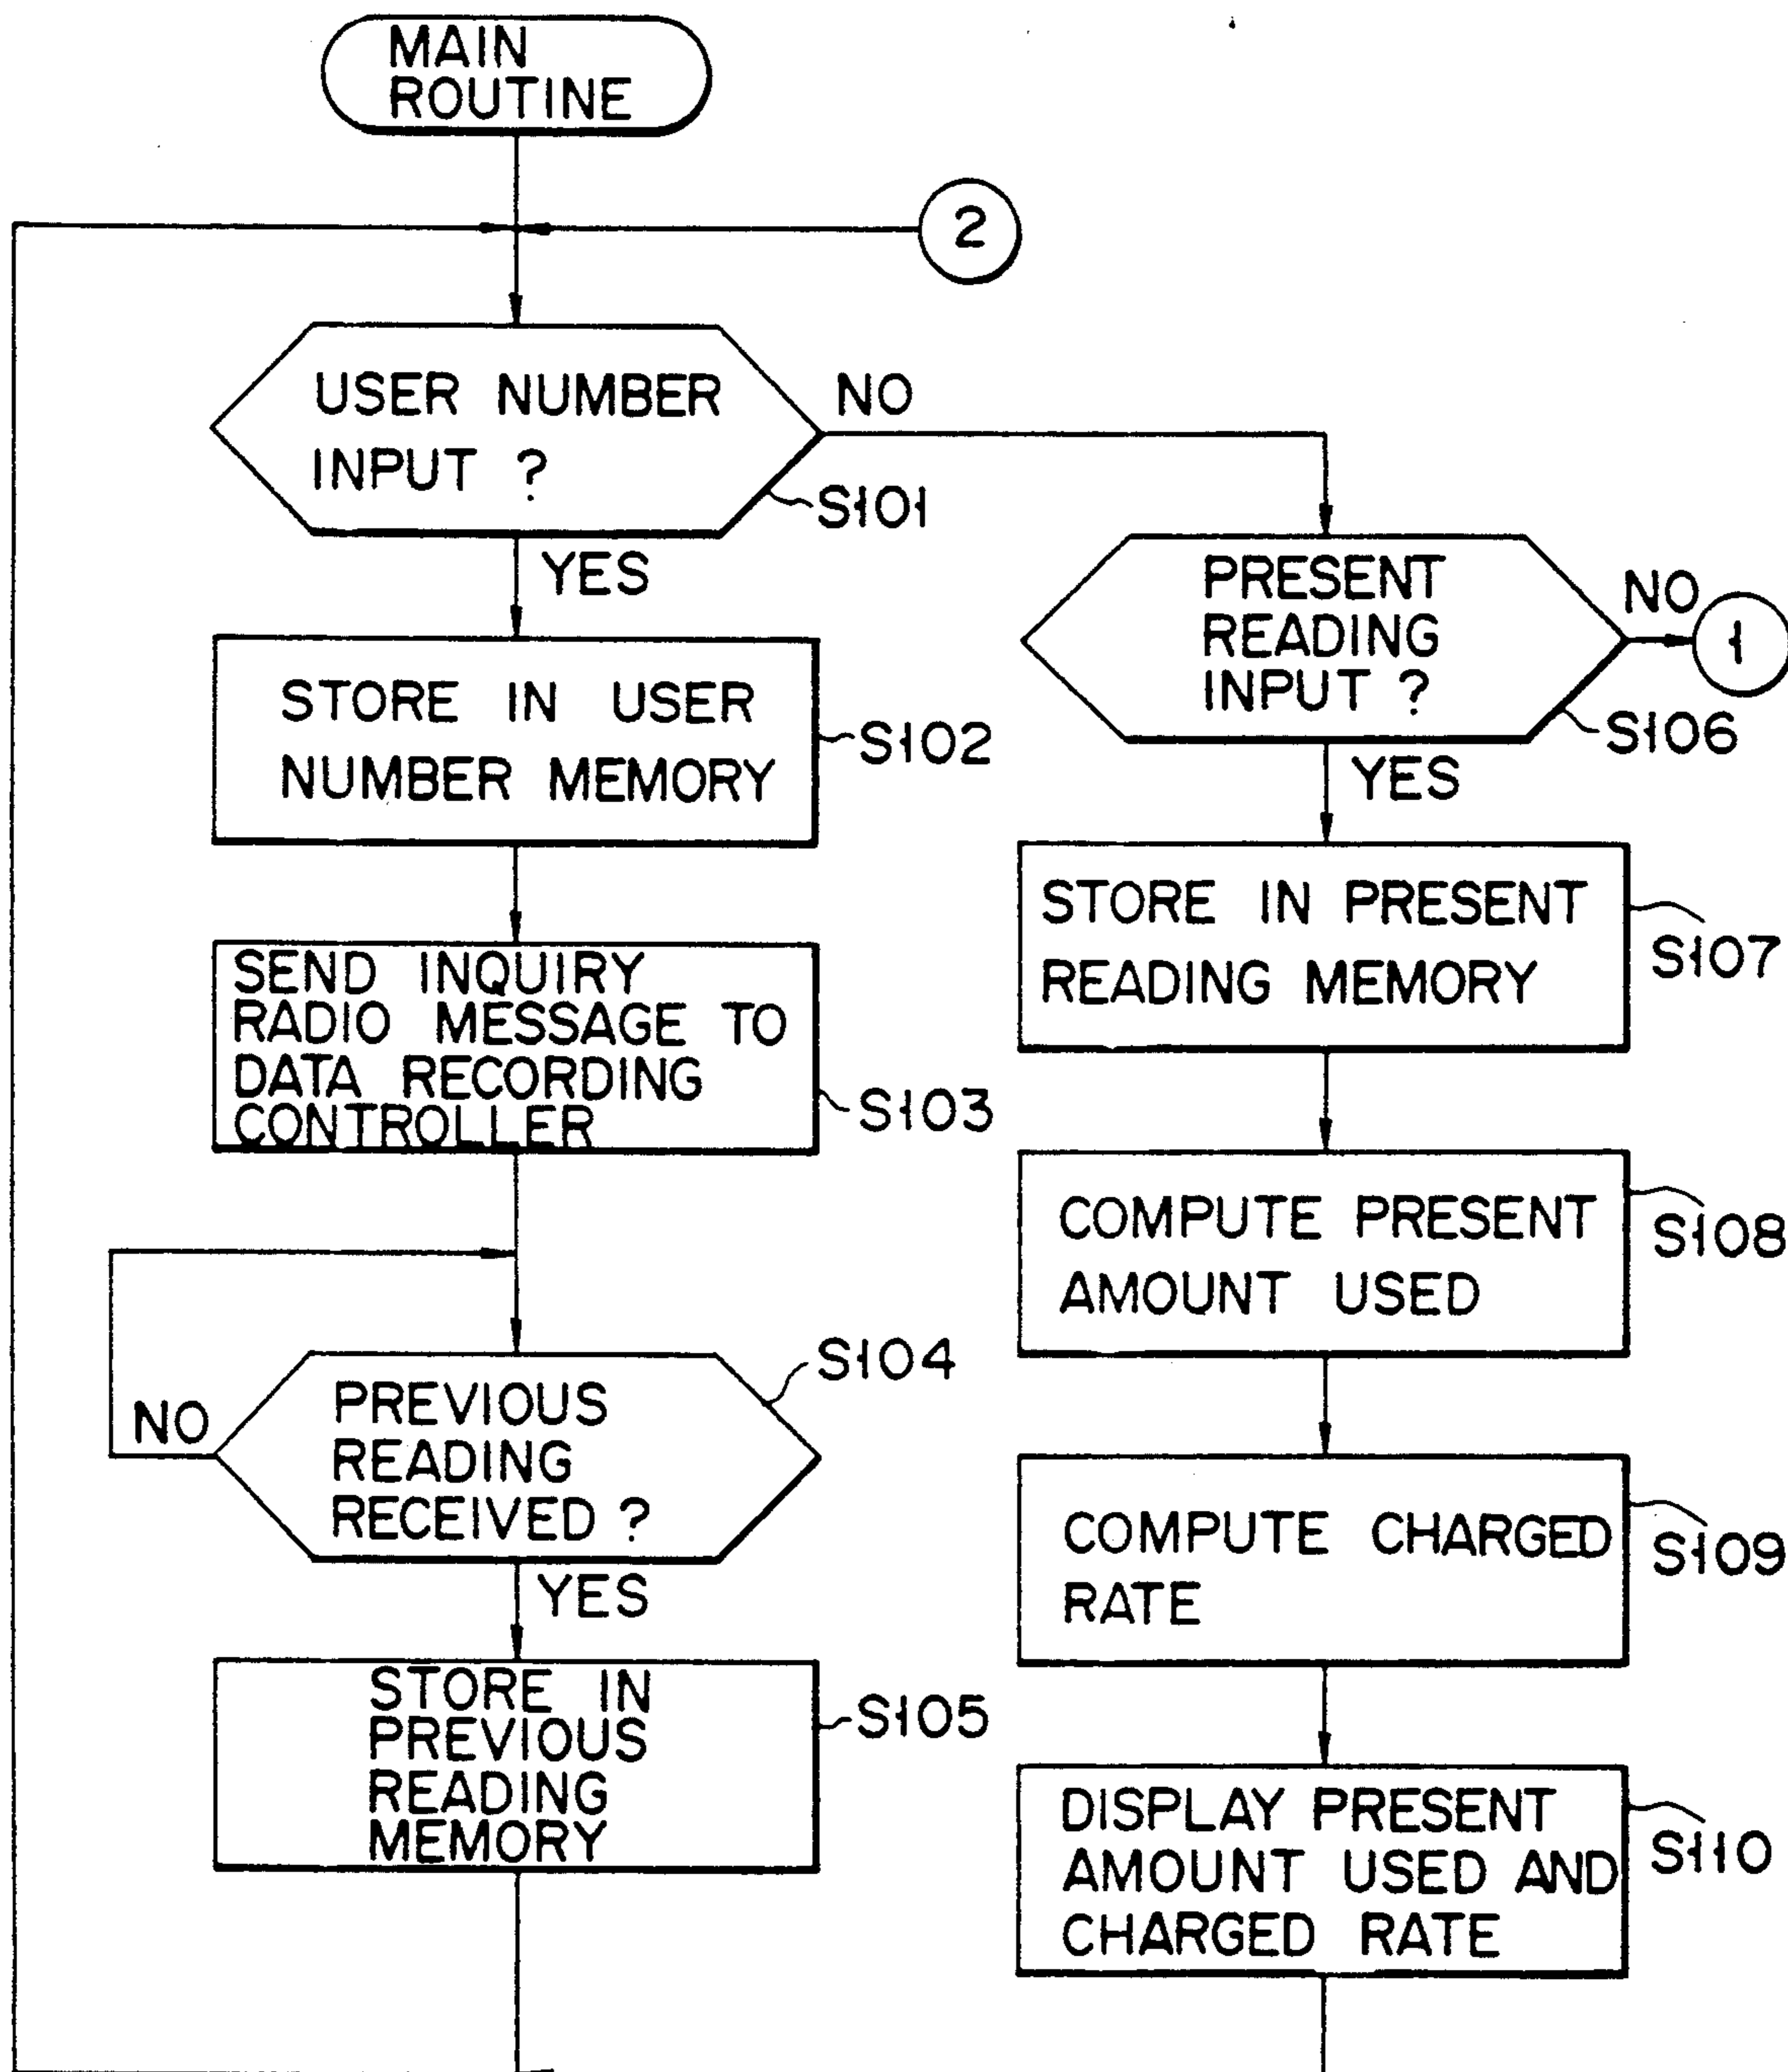 MAIN
ROUTINE
2
USER NUMBER
INPUT ?
NO
S101
YES
STORE IN USER
NUMBER MEMORY
S102
SEND INQUIRY
RADIO MESSAGE TO
DATA RECORDING
CONTROLLER
S103
PREVIOUS
READING
RECEIVED ?
S104
NO
YES
STORE IN
PREVIOUS
READING
MEMORY
S105
PRESENT
READING
INPUT ?
NO
1
S106
YES
STORE IN PRESENT
READING MEMORY
S107
COMPUTE PRESENT
AMOUNT USED
S108
COMPUTE CHARGED
RATE
S109
DISPLAY PRESENT
AMOUNT USED AND
CHARGED RATE
S110